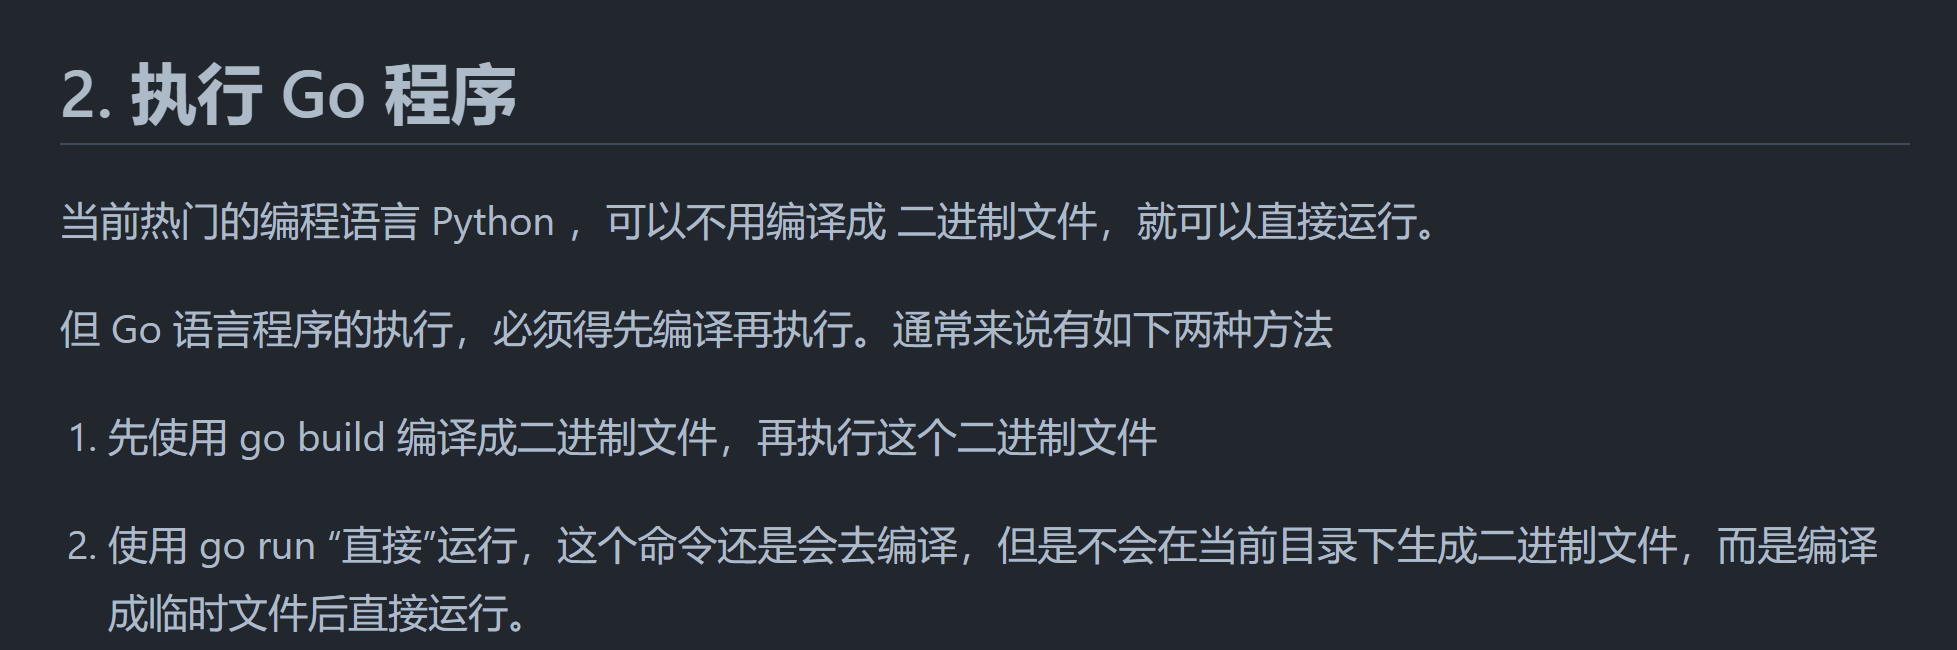 2. 执行 Go 程序
当前热门的编程语言 Python ，可以不用编译成 二进制文件，就可以直接运行。
但 Go 语言程序的执行，必须得先编译再执行。通常来说有如下两种方法
1. 先使用 go build 编译成二进制文件，再执行这个二进制文件
2. 使用 go run “直接”运行，这个命令还是会去编译，但是不会在当前目录下生成二进制文件，而是编译
成临时文件后直接运行。